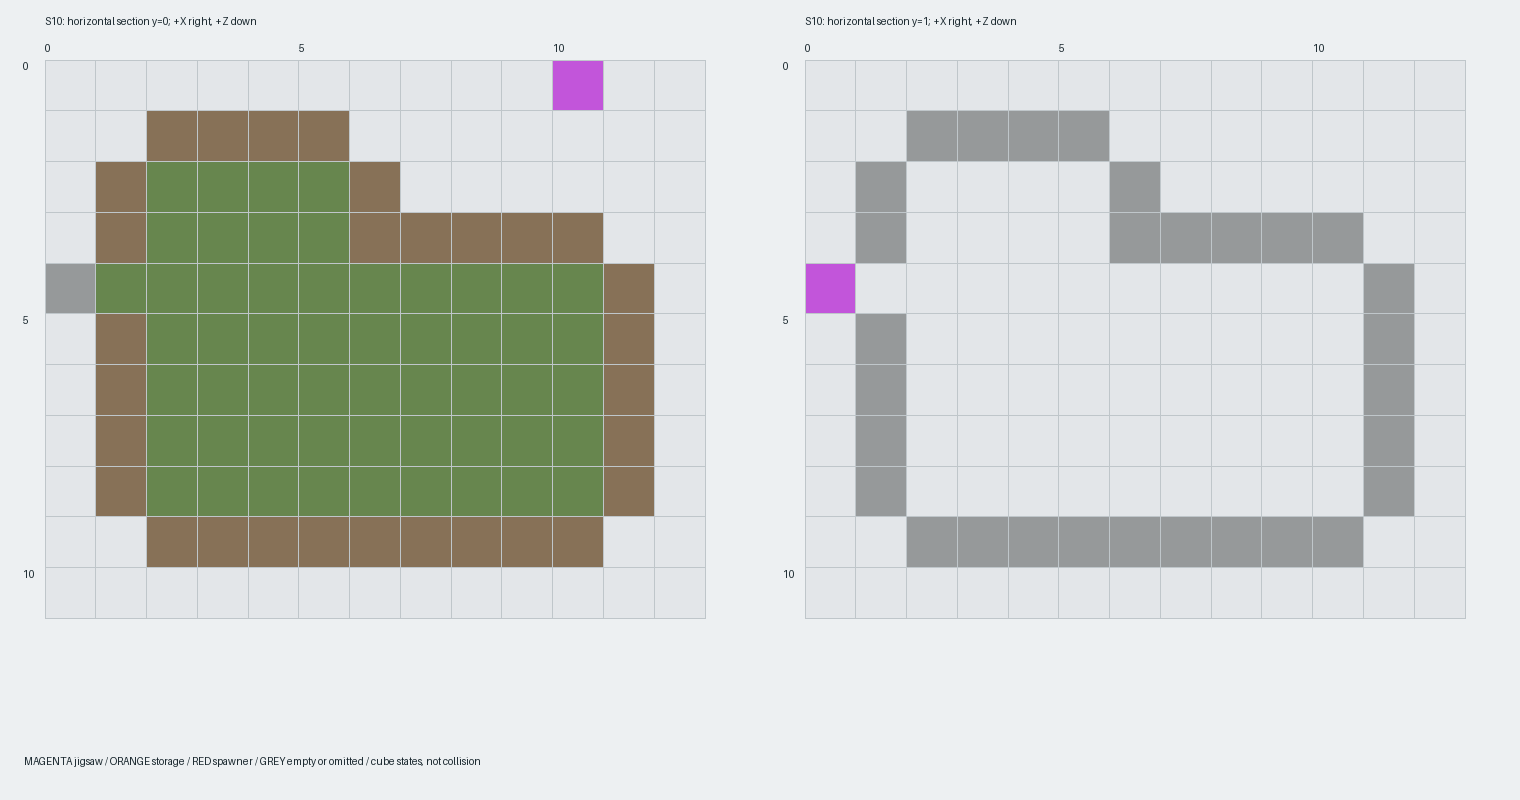 S10: horizontal section y=0; +X right, +Z down
S10: horizontal section y=1; +X right, +Z down
0 5 10
0 5 10
0
0
5
5
10
10
MAGENTA jigsaw / ORANGE storage / RED spawner / GREY empty or omitted / cube states, not collision